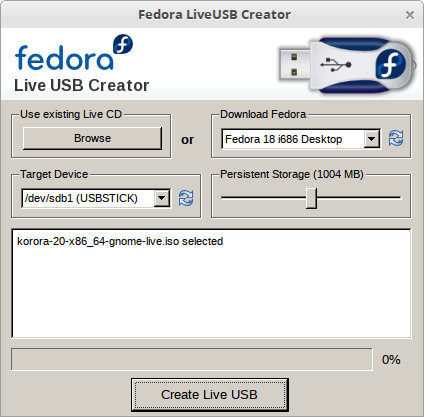 Fedora LiveUSB Creator
fedora
Live USB Creator
Use existing Live CD
Browse
or
Download Fedora
Fedora 18 i686 Desktop
Target Device
/dev/sdb1 (USBSTICK)
Persistent Storage (1004 MB)
korora-20-x86_64-gnome-live.iso selected
0%
Create Live USB